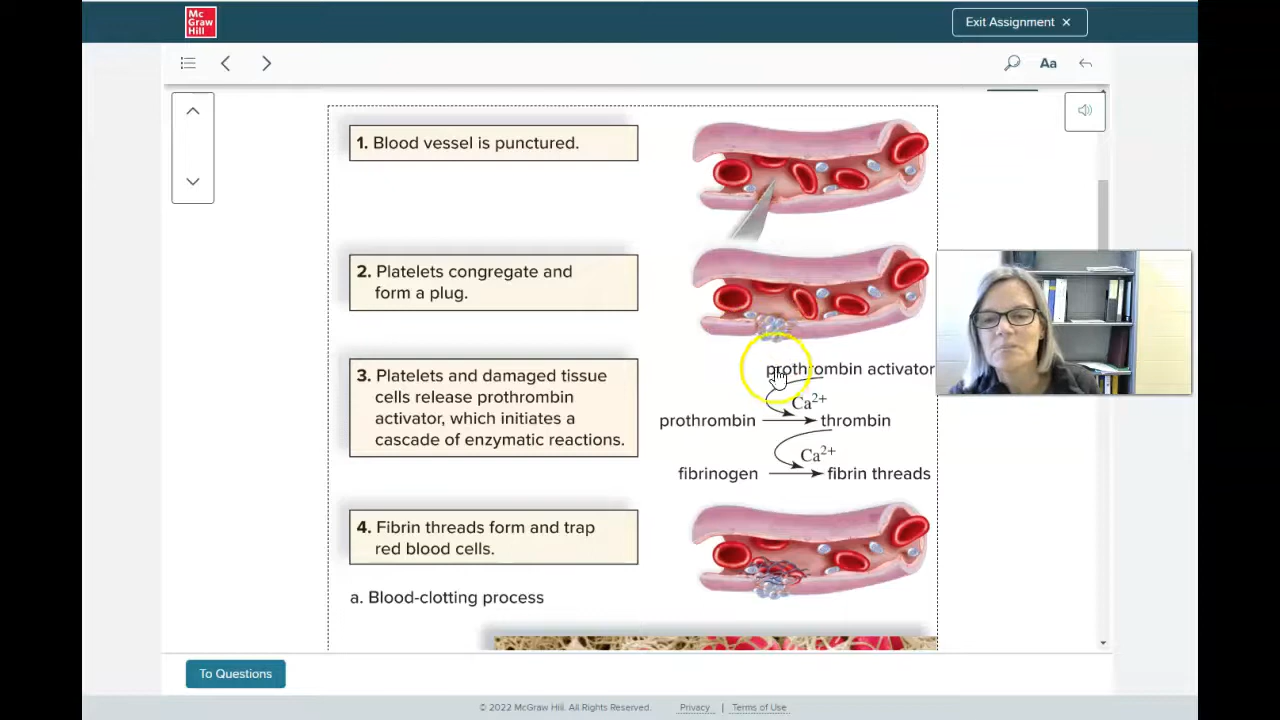 Mc
Graw
Hill
Exit Assignment ×
Aa
1. Blood vessel is punctured.
2. Platelets congregate and
form a plug.
prothrombin activator
3. Platelets and damaged tissue
cells release prothrombin
activator, which initiates a
cascade of enzymatic reactions.
Ca2+
prothrombin → thrombin
Ca2+
fibrinogen → fibrin threads
4. Fibrin threads form and trap
red blood cells.
a. Blood-clotting process
To Questions
© 2022 McGraw Hill. All Rights Reserved. Privacy | Terms of Use